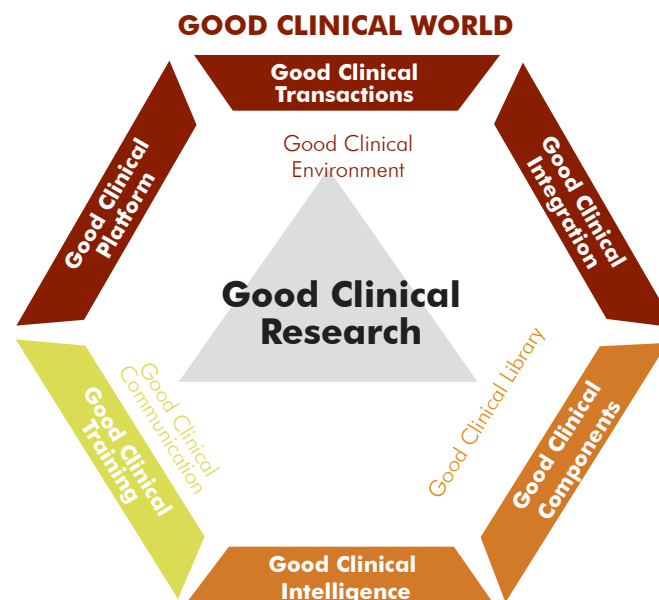 GOOD CLINICAL WORLD
Good Clinical
Transactions
Good Clinical
Environment
Good Clinical
Platform
Good Clinical
Integration
Good Clinical
Research
Good Clinical
Communication
Good Clinical Library
Good Clinical
Training
Good Clinical
Components
Good Clinical
Intelligence